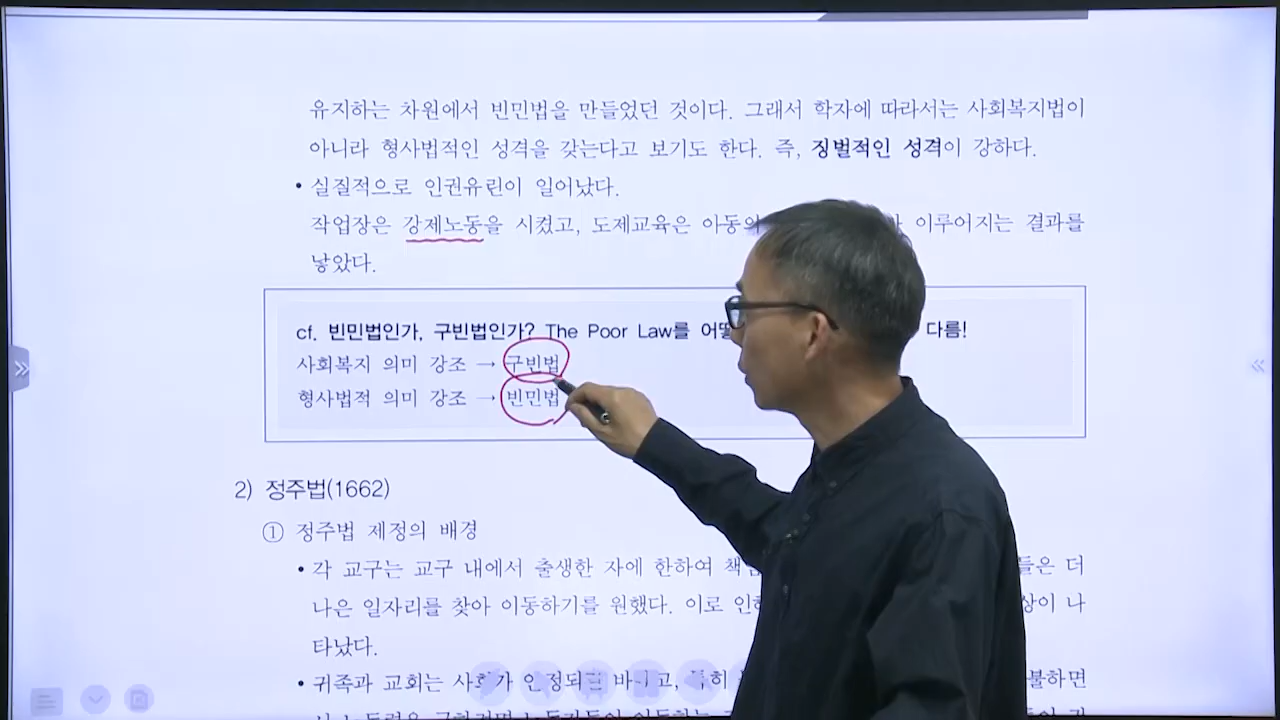 유지하는 차원에서 빈민법을 만들었던 것이다. 그래서 학자에 따라서는 사회복지법이
아니라 형사법적인 성격을 갖는다고 보기도 한다. 즉, 징벌적인 성격이 강하다.
• 실질적으로 인권유린이 일어났다.
작업장은 강제노동을 시켰고, 도제교육은 아동의 이루어지는 결과를
낳았다.
cf. 빈민법인가, 구빈법인가? The Poor Law를 다름!
사회복지 의미 강조 → 구빈법
형사법적 의미 강조 → 빈민법
2) 정주법(1662)
① 정주법 제정의 배경
• 각 교구는 교구 내에서 출생한 자에 한하여 들은 더
나은 일자리를 찾아 이동하기를 원했다. 이로 상이 나
타났다.
• 귀족과 교회는 불하면